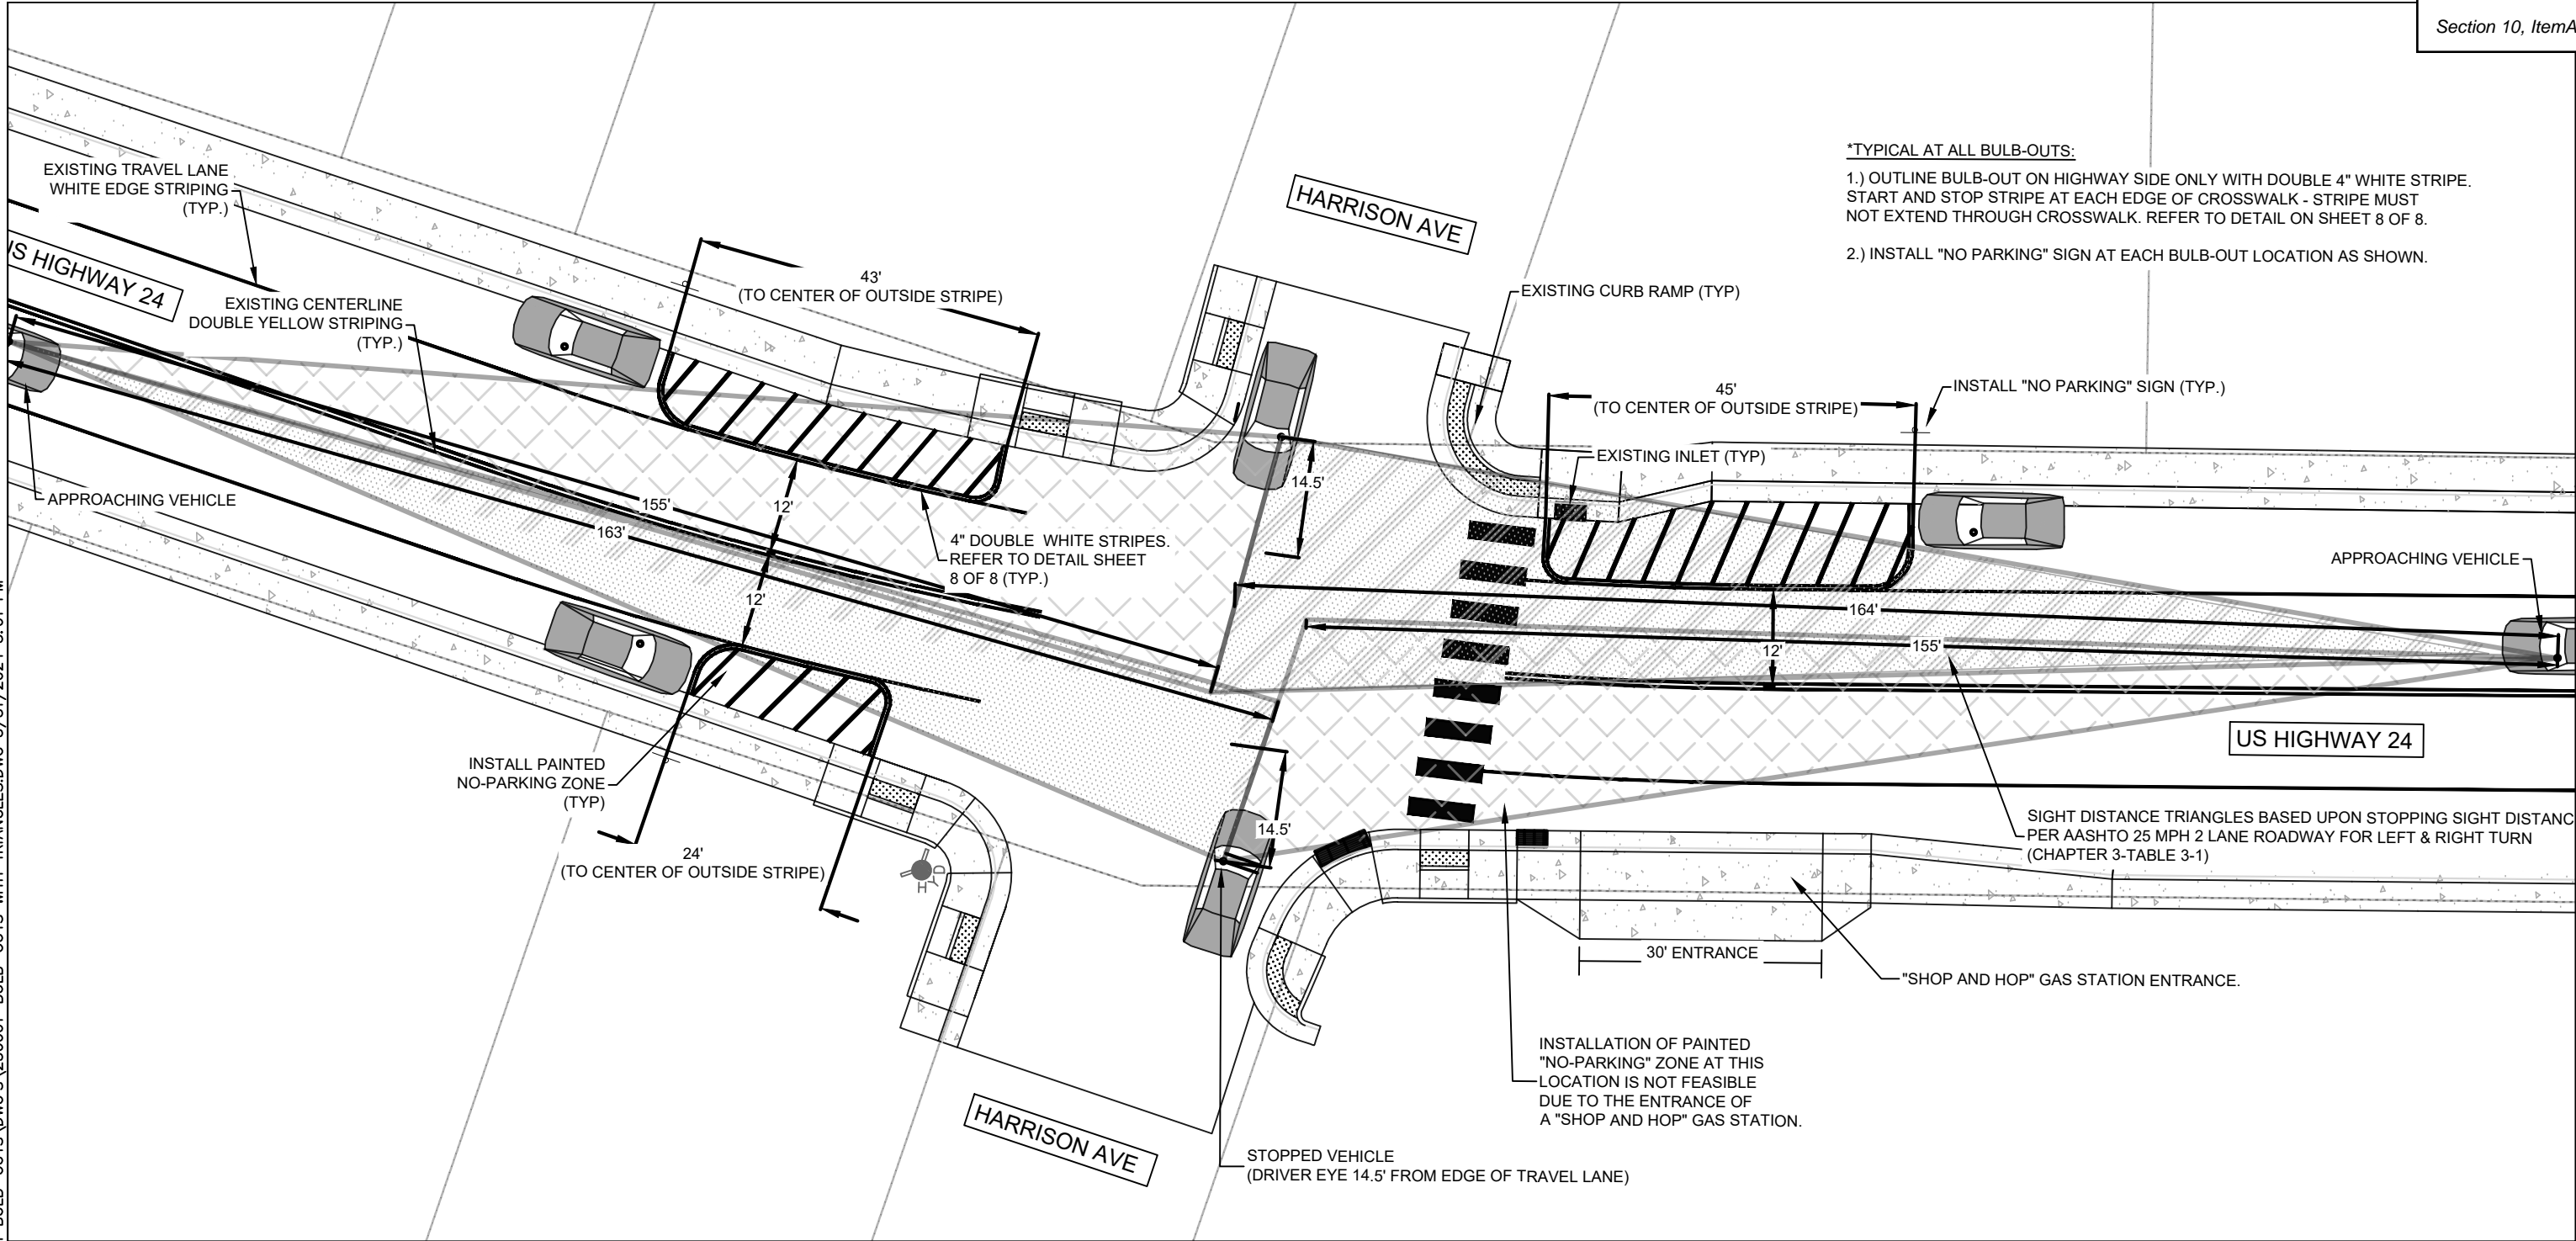 Section 10, ItemA
*TYPICAL AT ALL BULB-OUTS:
1.) OUTLINE BULB-OUT ON HIGHWAY SIDE ONLY WITH DOUBLE 4" WHITE STRIPE.
START AND STOP STRIPE AT EACH EDGE OF CROSSWALK - STRIPE MUST
NOT EXTEND THROUGH CROSSWALK. REFER TO DETAIL ON SHEET 8 OF 8.
2.) INSTALL "NO PARKING" SIGN AT EACH BULB-OUT LOCATION AS SHOWN.
EXISTING TRAVEL LANE
WHITE EDGE STRIPING
(TYP.)
HARRISON AVE
US HIGHWAY 24
EXISTING CENTERLINE
DOUBLE YELLOW STRIPING
(TYP.)
43'
(TO CENTER OF OUTSIDE STRIPE)
EXISTING CURB RAMP (TYP)
45'
(TO CENTER OF OUTSIDE STRIPE)
INSTALL "NO PARKING" SIGN (TYP.)
EXISTING INLET (TYP)
APPROACHING VEHICLE
155'
163'
12'
12'
14.5'
4" DOUBLE WHITE STRIPES.
REFER TO DETAIL SHEET
8 OF 8 (TYP.)
APPROACHING VEHICLE
164'
155'
12'
US HIGHWAY 24
INSTALL PAINTED
NO-PARKING ZONE
(TYP)
24'
(TO CENTER OF OUTSIDE STRIPE)
HYD
14.5'
SIGHT DISTANCE TRIANGLES BASED UPON STOPPING SIGHT DISTANC
PER AASHTO 25 MPH 2 LANE ROADWAY FOR LEFT & RIGHT TURN
(CHAPTER 3-TABLE 3-1)
30' ENTRANCE
"SHOP AND HOP" GAS STATION ENTRANCE.
INSTALLATION OF PAINTED
"NO-PARKING" ZONE AT THIS
LOCATION IS NOT FEASIBLE
DUE TO THE ENTRANCE OF
A "SHOP AND HOP" GAS STATION.
HARRISON AVE
STOPPED VEHICLE
(DRIVER EYE 14.5' FROM EDGE OF TRAVEL LANE)